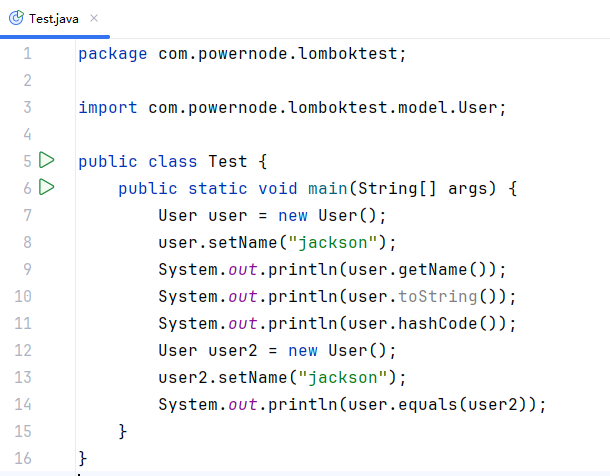 Test.java
1 package com.powernode.lomboktest;
2
3 import com.powernode.lomboktest.model.User;
4
5 public class Test {
6     public static void main(String[] args) {
7         User user = new User();
8         user.setName("jackson");
9         System.out.println(user.getName());
10         System.out.println(user.toString());
11         System.out.println(user.hashCode());
12         User user2 = new User();
13         user2.setName("jackson");
14         System.out.println(user.equals(user2));
15     }
16 }